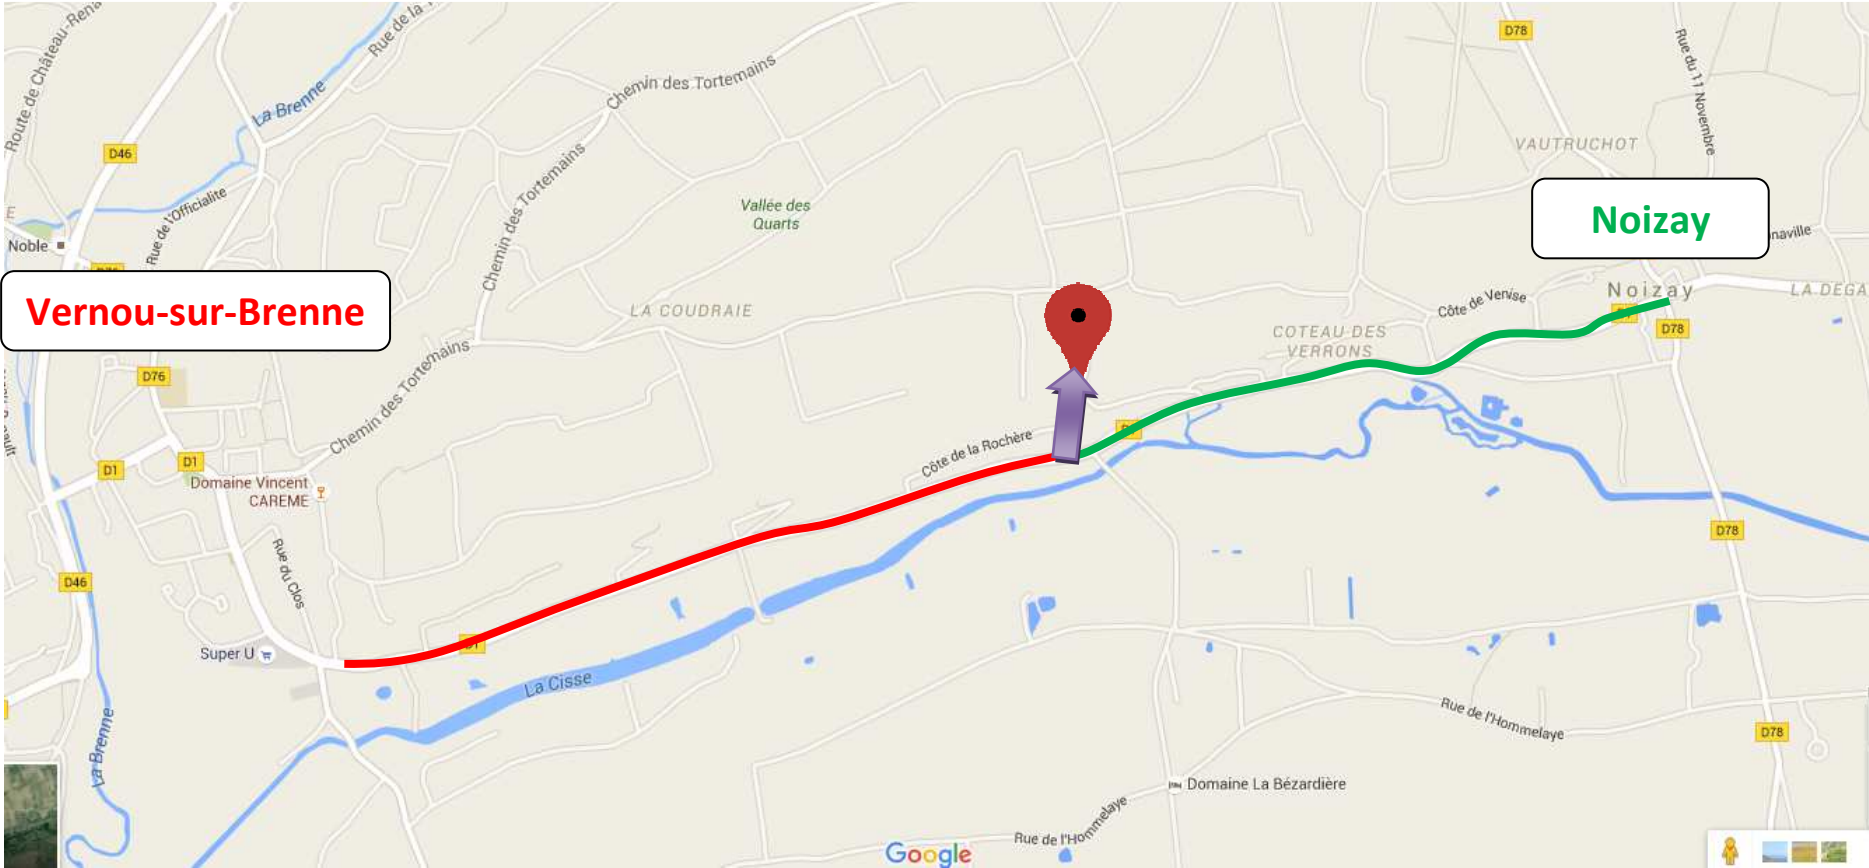 Route de Château-Rena
Rue de la
D78
Rue du 11 Novembre
La Brenne
Chemin des Tortemains
D46
VAUTRUCHOT
Chemin des Tortemains
Rue de l'Officialite
Vallée des
Quarts
E
Noble
Noizay
naville
Vernou-sur-Brenne
Chemin des Tortemains
LA COUDRAIE
Côte de Venise
Noizay
LA DEGA
COTEAU DES
VERRONS
D78
D76
Côte de la Rochère
D1
D1
Domaine Vincent
CAREME
D78
Rue du Clos
D46
Super U
D1
La Cisse
La Brenne
Rue de l'Hommelaye
D78
Domaine La Bézardière
Rue de l'Hommelaye
Google